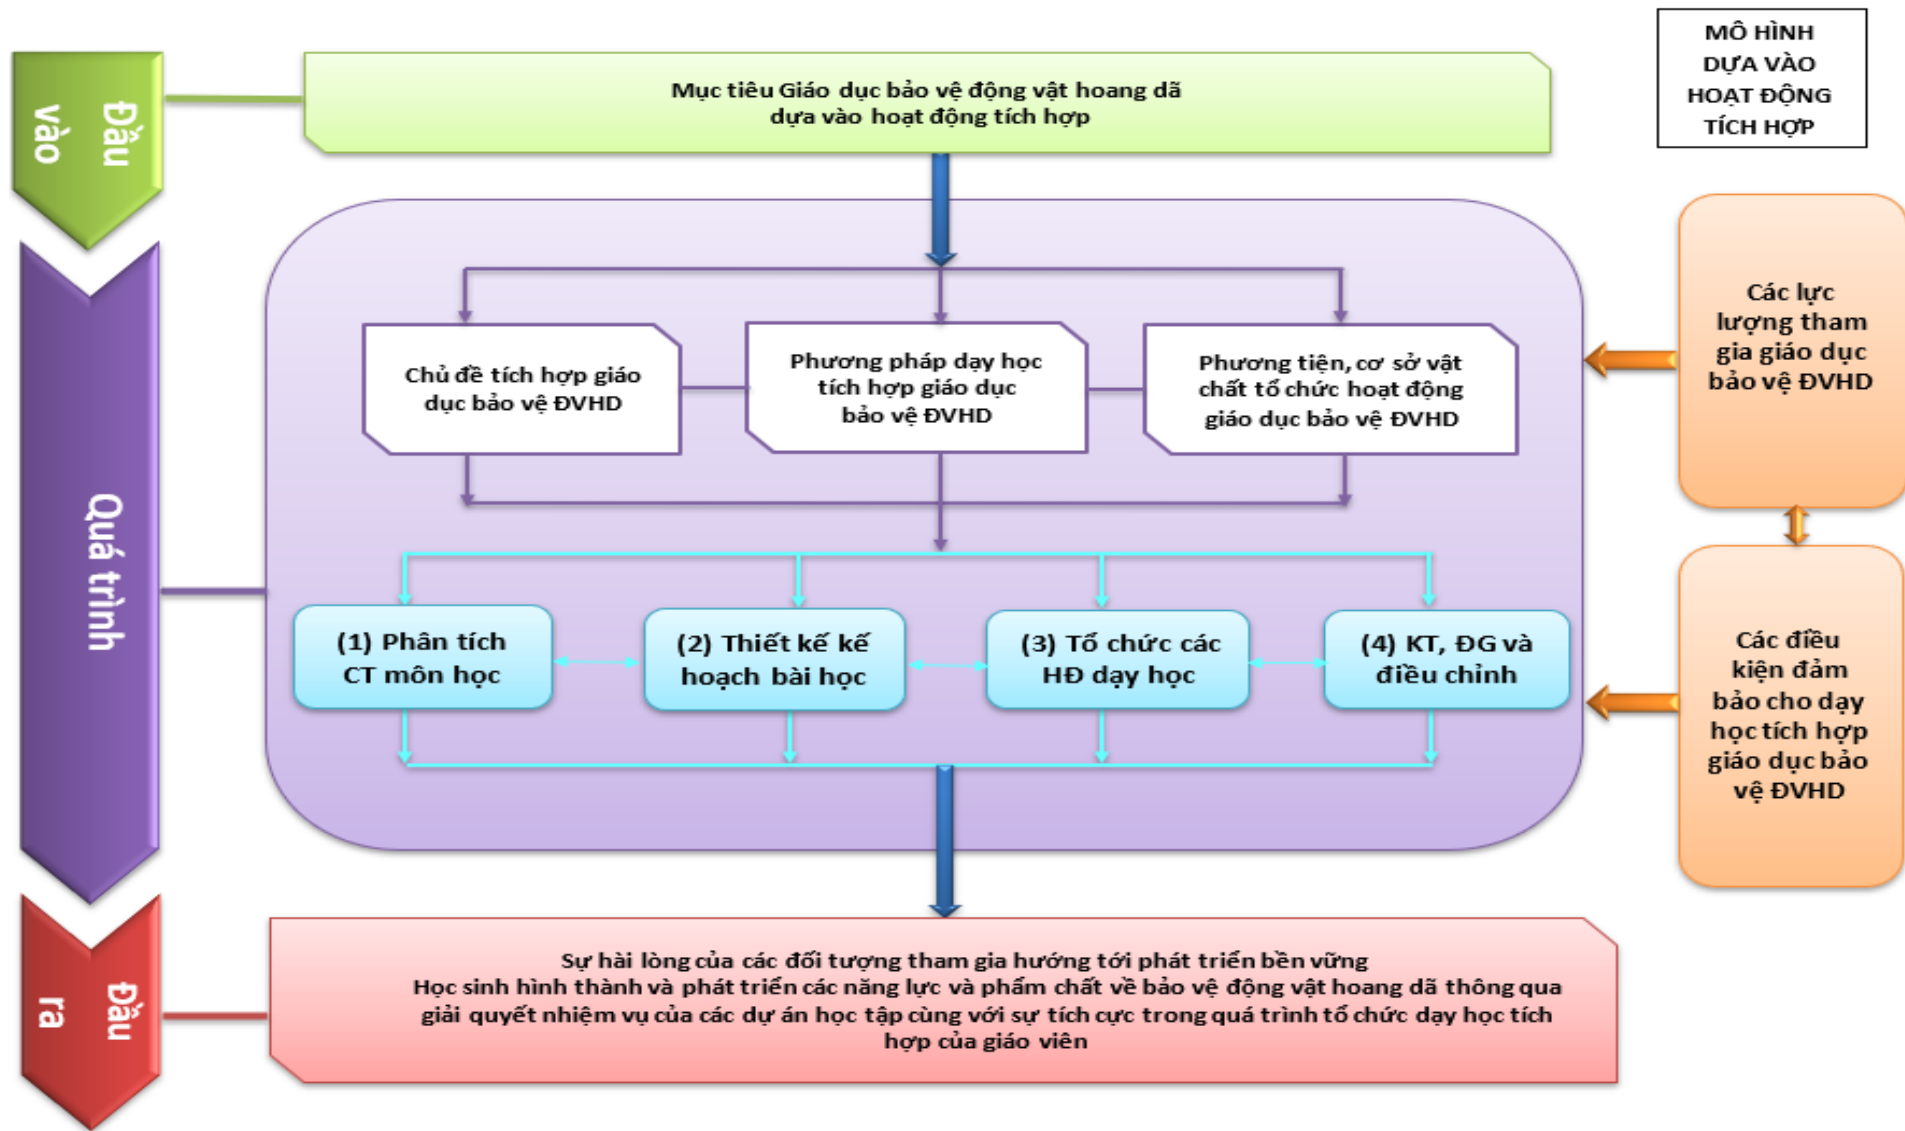 MÔ HÌNH
DỰA VÀO
HOẠT ĐỘNG
TÍCH HỢP
Đầu
vào
Mục tiêu Giáo dục bảo vệ động vật hoang dã
dựa vào hoạt động tích hợp
Quá trình
Chủ đề tích hợp giáo
dục bảo vệ ĐVHD
Phương pháp dạy học
tích hợp giáo dục
bảo vệ ĐVHD
Phương tiện, cơ sở vật
chất tổ chức hoạt động
giáo dục bảo vệ ĐVHD
Các lực
lượng tham
gia giáo dục
bảo vệ ĐVHD
(1) Phân tích
CT môn học
(2) Thiết kế kế
hoạch bài học
(3) Tổ chức các
HĐ dạy học
(4) KT, ĐG và
điều chỉnh
Các điều
kiện đảm
bảo cho dạy
học tích hợp
giáo dục bảo
vệ ĐVHD
Đầu
ra
Sự hài lòng của các đối tượng tham gia hướng tới phát triển bền vững
Học sinh hình thành và phát triển các năng lực và phẩm chất về bảo vệ động vật hoang dã thông qua
giải quyết nhiệm vụ của các dự án học tập cùng với sự tích cực trong quá trình tổ chức dạy học tích
hợp của giáo viên